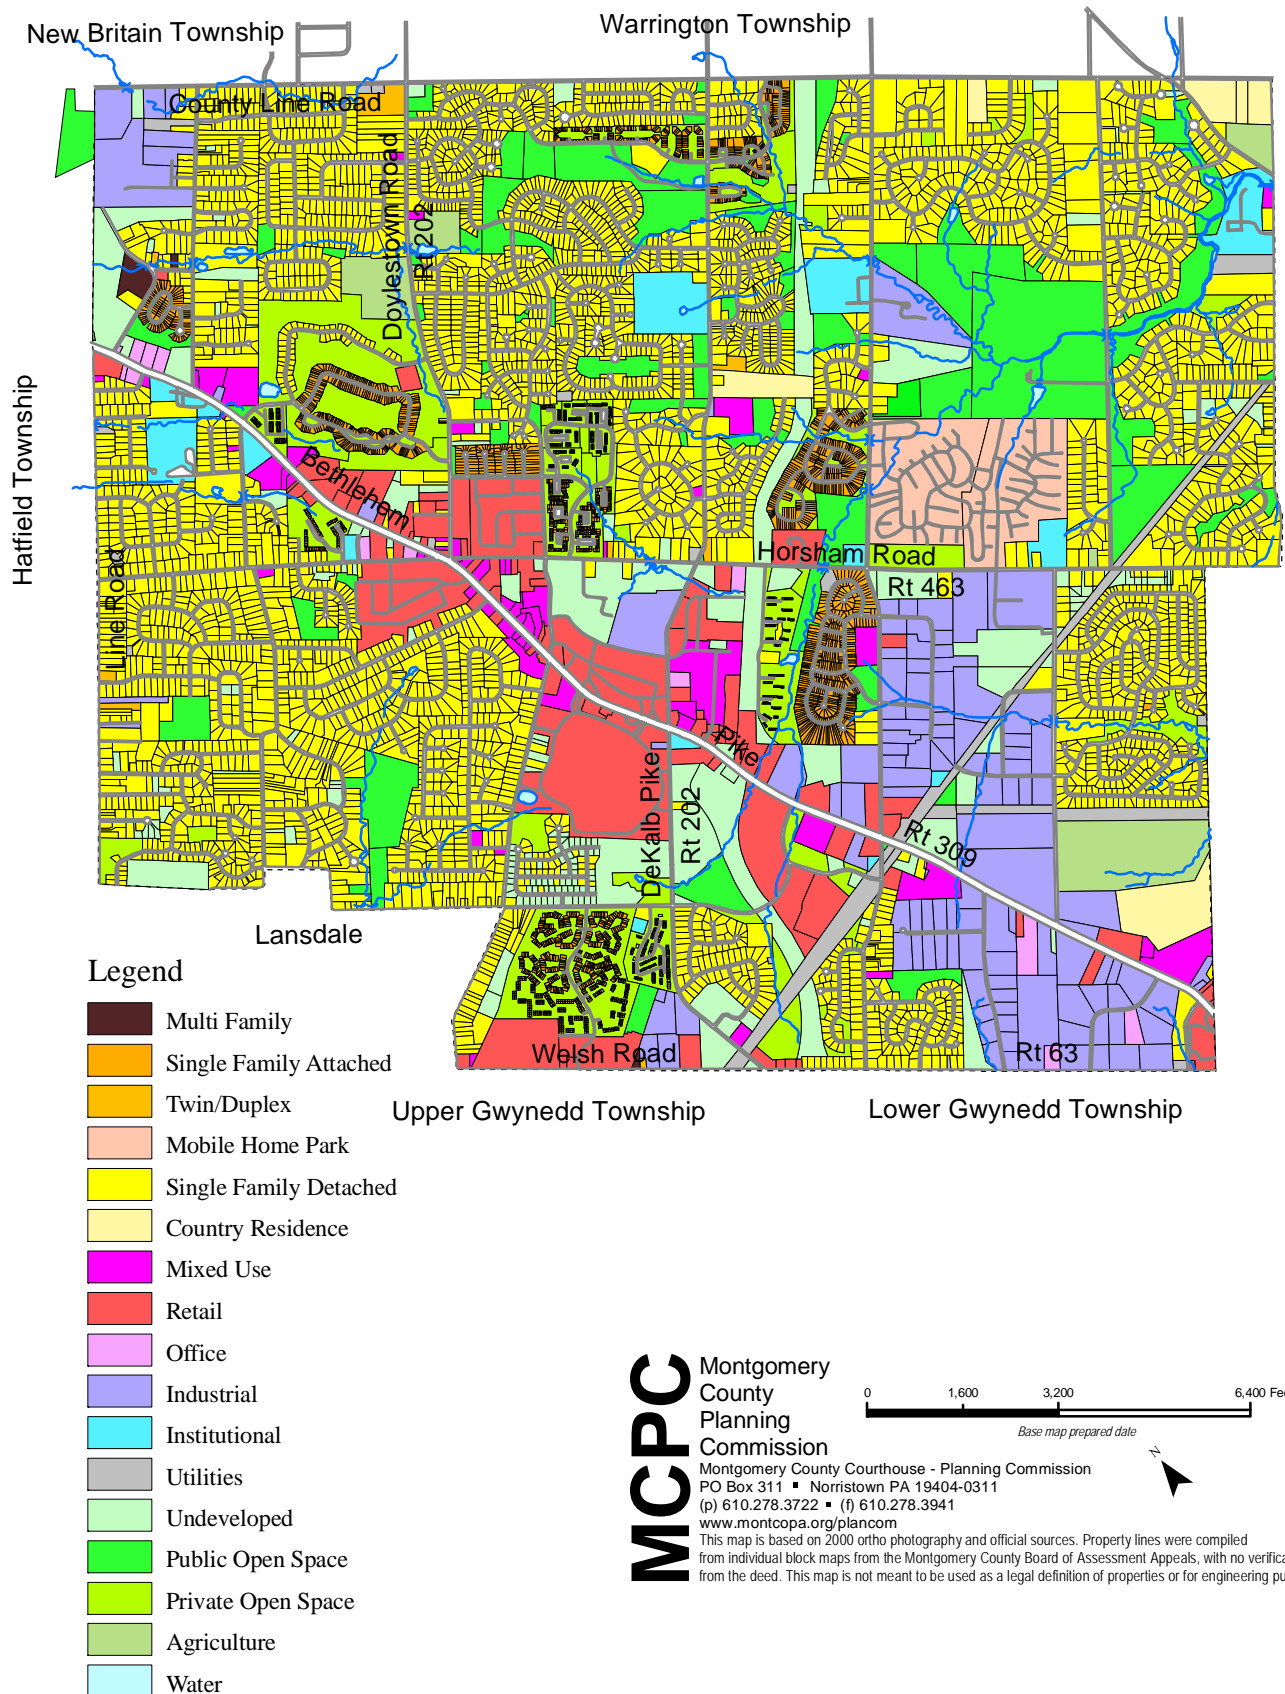 New Britain Township
Warrington Township
County Line Road
Doylestown Road
Rt 202
Hatfield Township
Bethlehem
Pike
Line Road
Horsham Road
Rt 463
DeKalb Pike
Rt 202
Rt 309
Lansdale
Welsh Road
Rt 63
Upper Gwynedd Township
Lower Gwynedd Township
Legend
Multi Family
Single Family Attached
Twin/Duplex
Mobile Home Park
Single Family Detached
Country Residence
Mixed Use
Retail
Office
Industrial
Institutional
Utilities
Undeveloped
Public Open Space
Private Open Space
Agriculture
Water
MCPC
Montgomery
County
Planning
Commission
0 1,600 3,200 6,400
Base map prepared date
N
Montgomery County Courthouse - Planning Commission
PO Box 311 ▪ Norristown PA 19404-0311
(p) 610.278.3722 ▪ (f) 610.278.3941
www.montcopa.org/plancom
This map is based on 2000 ortho photography and official sources. Property lines were compiled
from individual block maps from the Montgomery County Board of Assessment Appeals, with no
from the deed. This map is not meant to be used as a legal definition of properties or for engineering